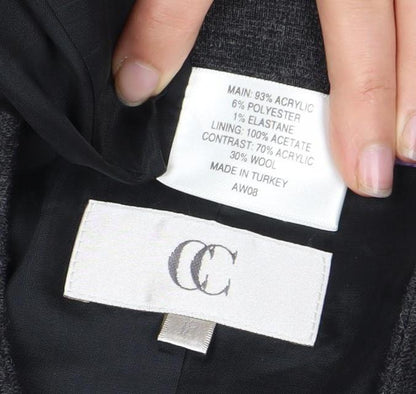 MAIN: 93% ACRYLIC
6% POLYESTER
1% ELASTANE
LINING: 100% ACETATE
CONTRAST: 70% ACRYLIC
30% WOOL
MADE IN TURKEY
AW08
CC